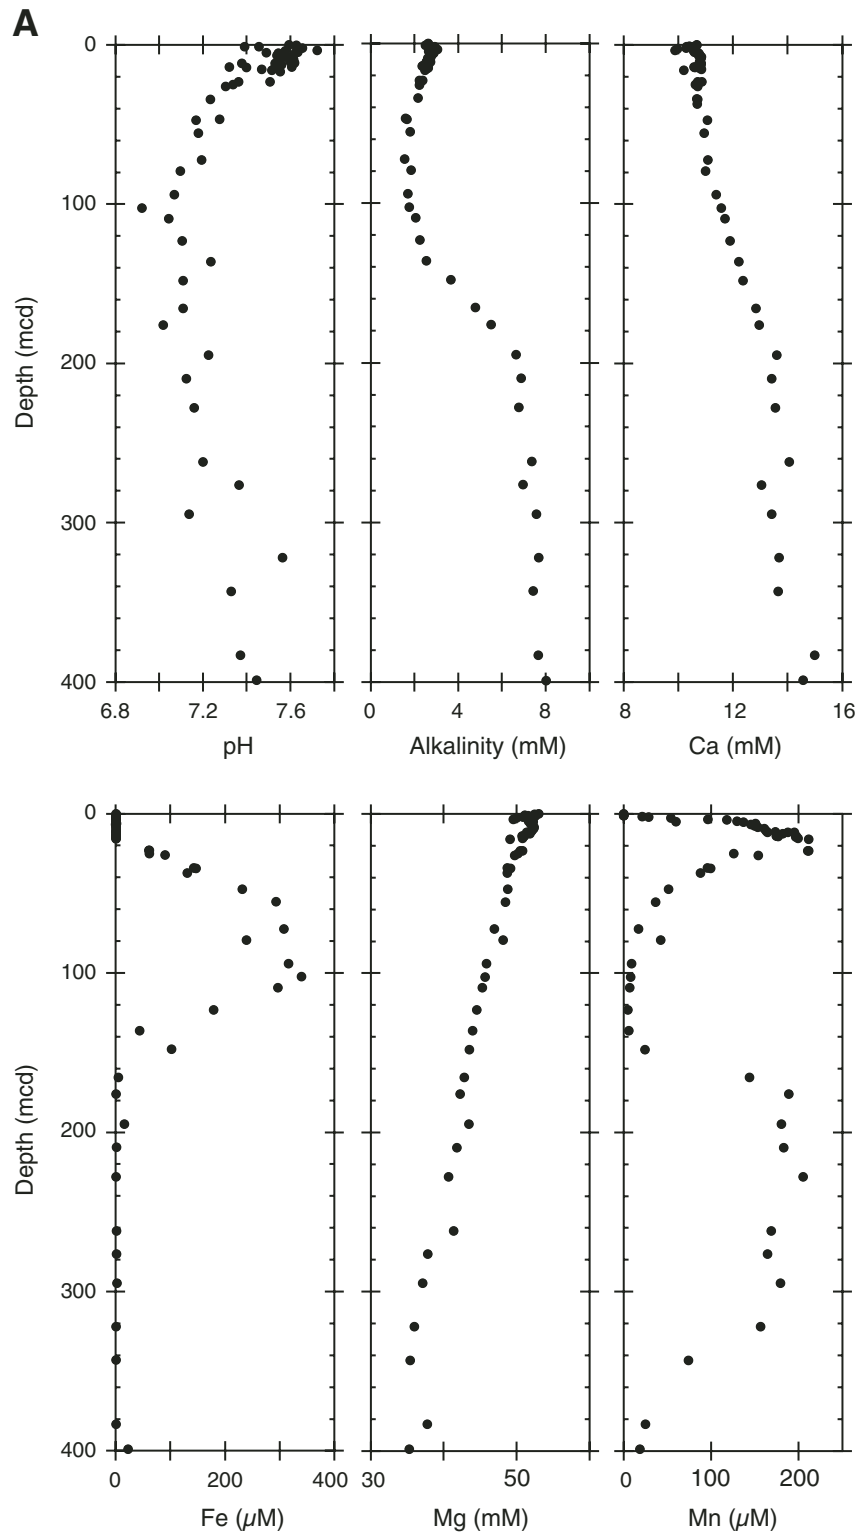 A
0
100
200
300
400
Depth (mcd)
6.8 7.2 7.6
pH
0 4 8
Alkalinity (mM)
8 12 16
Ca (mM)
0
100
200
300
400
Depth (mcd)
0 200 400
Fe (µM)
30 50
Mg (mM)
0 100 200
Mn (µM)